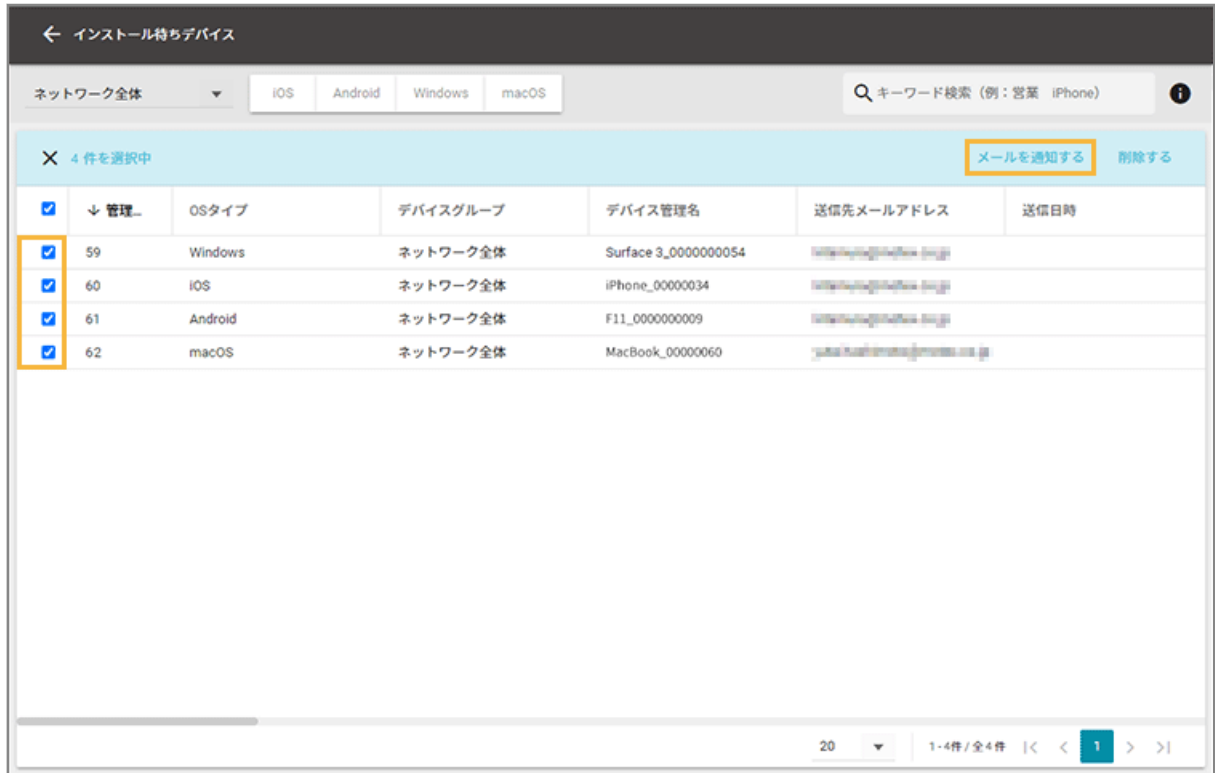 インストール待ちデバイス
ネットワーク全体 iOS Android Windows macOS キーワード検索（例：営業　iPhone）
4 件を選択中 メールを通知する 削除する
管理... OSタイプ デバイスグループ デバイス管理名 送信先メールアドレス 送信日時
59 Windows ネットワーク全体 Surface 3_0000000054
60 iOS ネットワーク全体 iPhone_00000034
61 Android ネットワーク全体 F11_0000000009
62 macOS ネットワーク全体 MacBook_00000060
20 1-4件/全4件 1